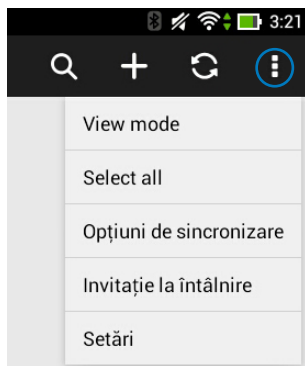 3:21
View mode
Select all
Opțiuni de sincronizare
Invitație la întâlnire
Setări